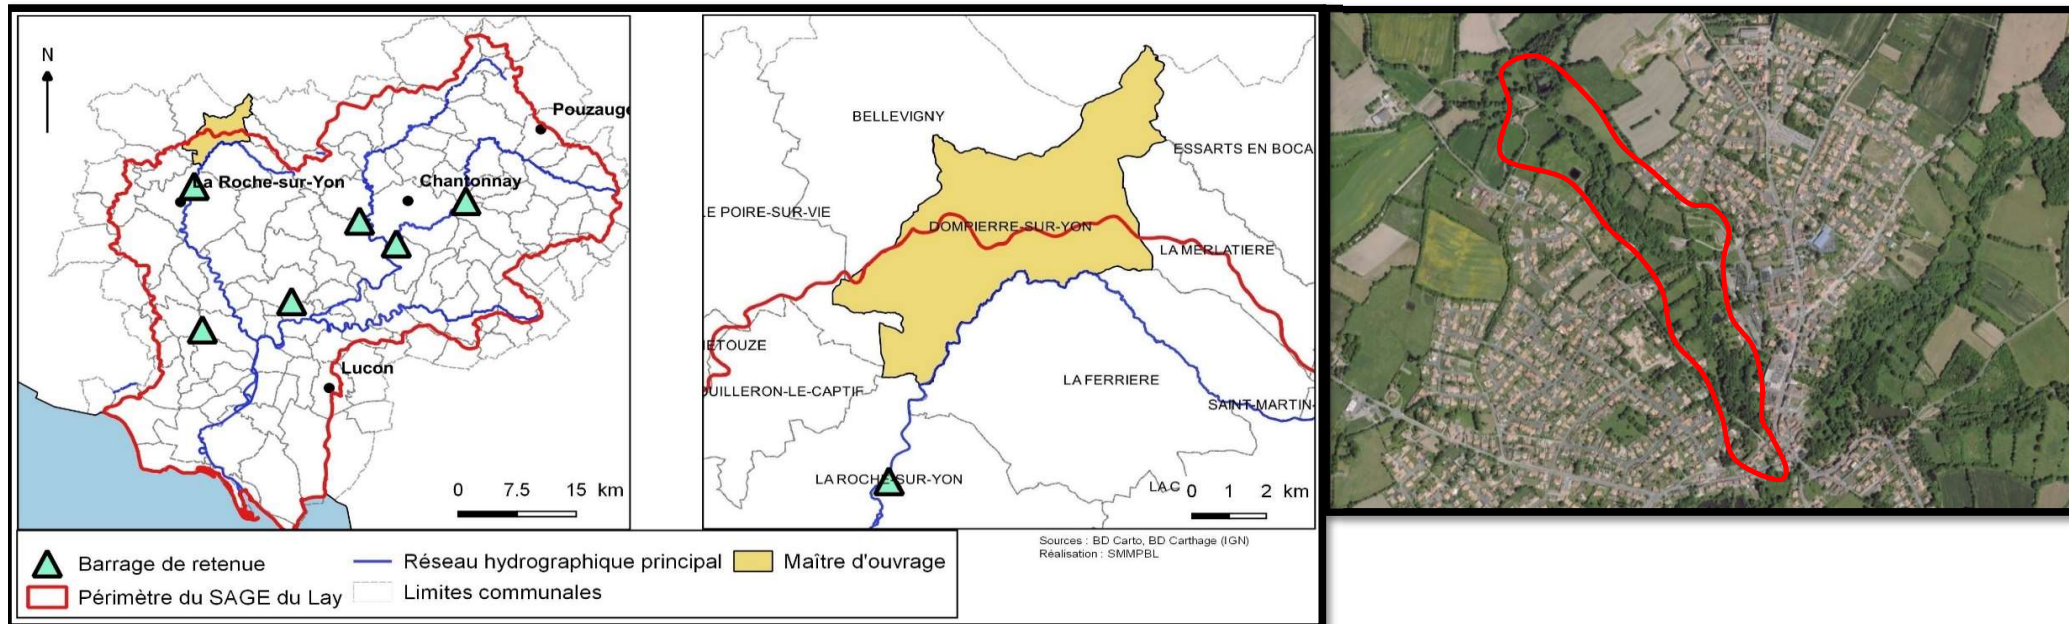 N
Pouzauge
La Roche-sur-Yon
Chantonnay
Lucon
0 7.5 15 km
BELLEVIGNY
ESSARTS EN BOCA
LE POIRE-SUR-VIE
DOMPIERRE-SUR-YON
LA MERLATIERE
ETOUZE
LA FERRIERE
OUILLERON-LE-CAPTIF
SAINT-MARTIN-
LA ROCHE-SUR-YON
LA C
0 1 2 km
Sources : BD Carto, BD Carthage (IGN)
Réalisation : SMMPBL
Barrage de retenue
Réseau hydrographique principal
Maître d'ouvrage
Périmètre du SAGE du Lay
Limites communales